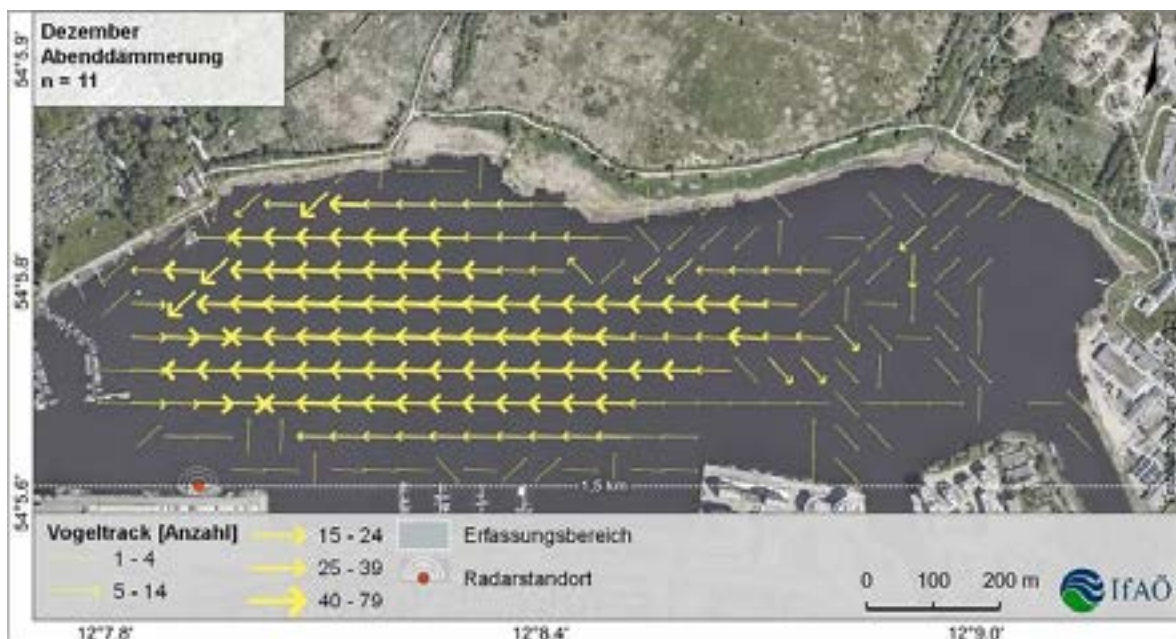 Dezember
Abenddämmerung
n = 11
54°5.9'
54°5.8'
54°5.6'
1,5 km
Vogeltrack [Anzahl]
1 - 4
5 - 14
15 - 24
25 - 39
40 - 79
Erfassungsbereich
Radarstandort
0 100 200 m
IfAÖ
12°7.8' 12°8.4' 12°9.0'